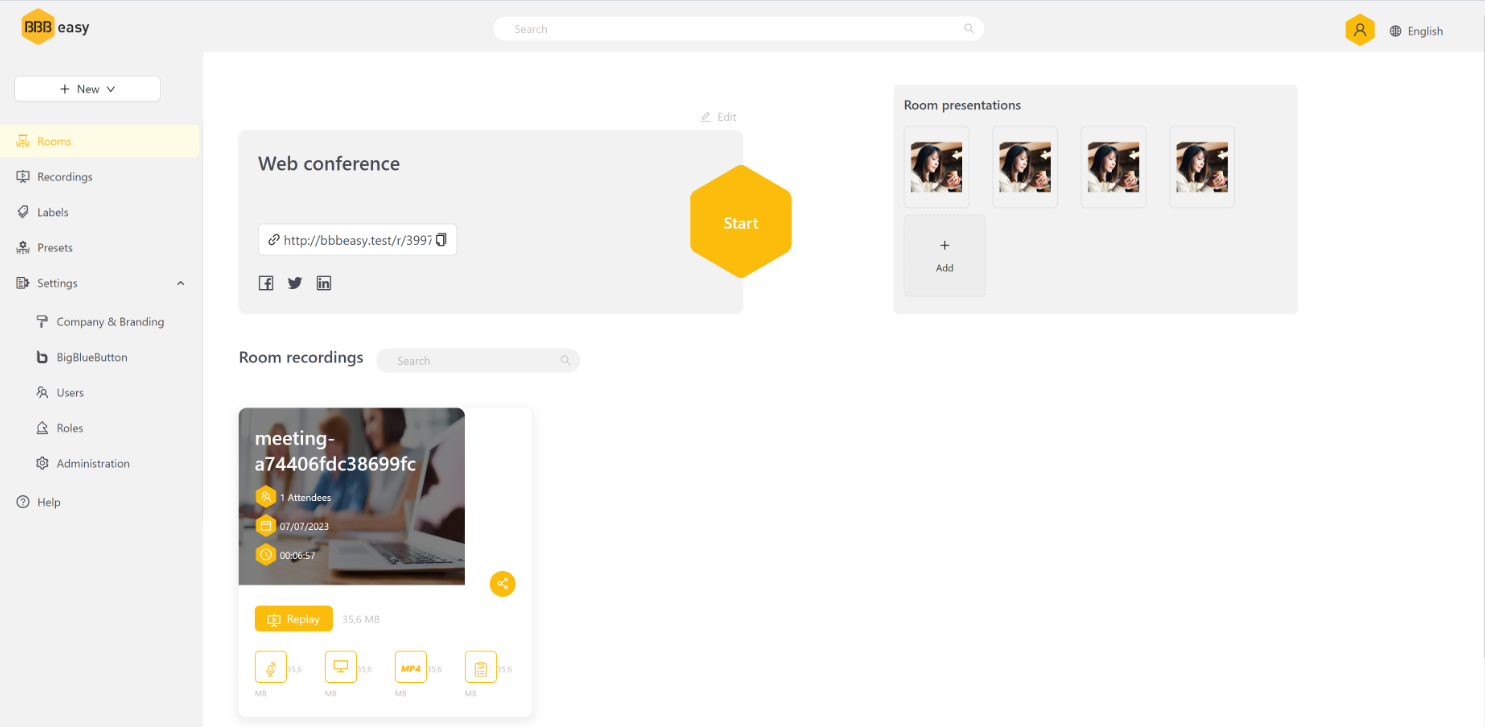 BBB easy
Search
English
New
Rooms
Recordings
Labels
Presets
Settings
Company & Branding
BigBlueButton
Users
Roles
Administration
Help
Edit
Web conference
http://bbbeasy.test/r/3997
Start
Room presentations
Add
Room recordings
Search
meeting-
a74406fdc38699fc
1 Attendees
07/07/2023
00:06:57
Replay 35,6 MB
35,6
MB
35,6
MB
MP4 35,6
MB
35,6
MB